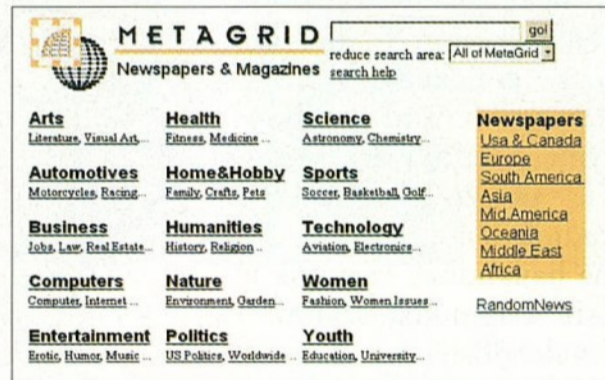 METAGRID
Newspapers & Magazines
go!
reduce search area: All of MetaGrid
search help
Arts
Literature, Visual Art,...
Health
Fitness, Medicine ...
Science
Astronomy, Chemistry...
Automotives
Motorcycles, Racing...
Home&Hobby
Family, Crafts, Pets
Sports
Soccer, Basketball, Golf...
Business
Jobs, Law, Real Estate...
Humanities
History, Religion ..
Technology
Aviation, Electronics...
Computers
Computer, Internet ...
Nature
Environment, Garden...
Women
Fashion, Women Issues...
Entertainment
Erotic, Humor, Music ...
Politics
US Politics, Worldwide ..
Youth
Education, University...
Newspapers
Usa & Canada
Europe
South America
Asia
Mid.America
Oceania
Middle East
Africa
RandomNews